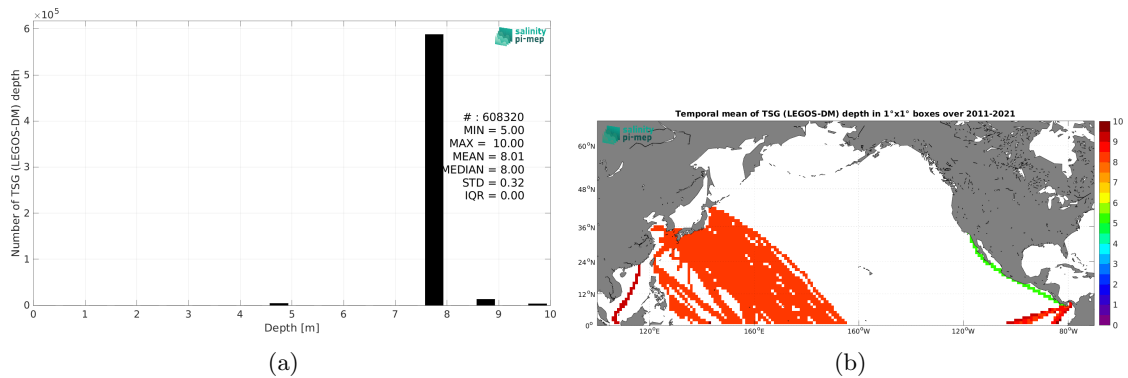 ×10⁵
6
5
4
3
2
1
0
Number of TSG (LEGOS-DM) depth
salinity
pi-mep
# : 608320
MIN = 5.00
MAX = 10.00
MEAN = 8.01
MEDIAN = 8.00
STD = 0.32
IQR = 0.00
0 1 2 3 4 5 6 7 8 9 10
Depth [m]
(a)
Temporal mean of TSG (LEGOS-DM) depth in 1°x1° boxes over 2011-2021
salinity
pi-mep
60°N
48°N
36°N
24°N
12°N
0°
120°E 160°E 160°W 120°W 80°W
10
9
8
7
6
5
4
3
2
1
0
(b)